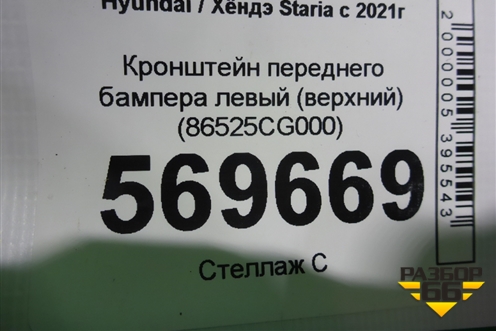 Hyundai / Хёндэ Staria с 2021г
Кронштейн переднего
бампера левый (верхний)
(86525CG000)
569669
Стеллаж С
2000005395543
РАЗБОР
66